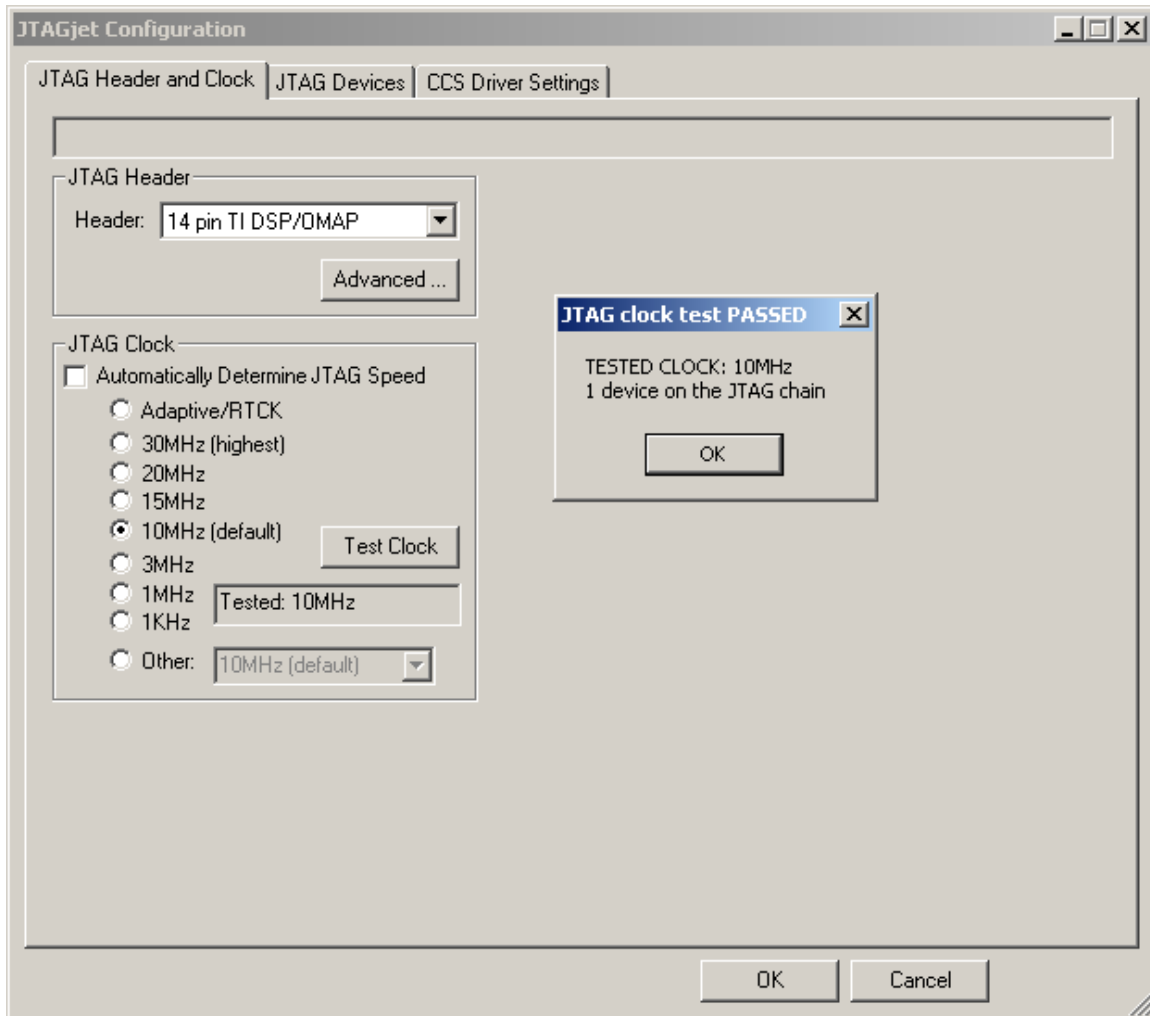 JTAGjet Configuration
JTAG Header and Clock JTAG Devices CCS Driver Settings
JTAG Header
Header: 14 pin TI DSP/OMAP
Advanced ...
JTAG Clock
Automatically Determine JTAG Speed
Adaptive/RTCK
30MHz (highest)
20MHz
15MHz
10MHz (default)
Test Clock
3MHz
1MHz
Tested: 10MHz
1KHz
Other: 10MHz (default)
JTAG clock test PASSED
TESTED CLOCK: 10MHz
1 device on the JTAG chain
OK
OK Cancel